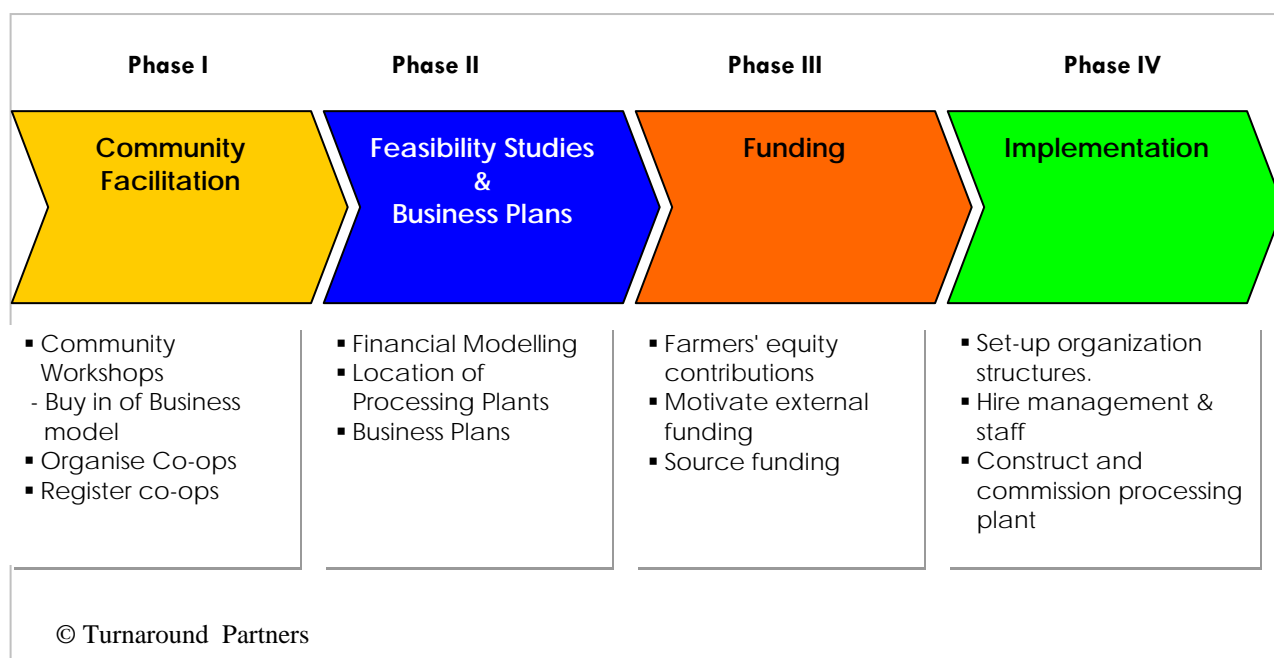 Phase I
Phase II
Phase III
Phase IV
Community
Facilitation
Feasibility Studies
&
Business Plans
Funding
Implementation
▪ Community
Workshops
- Buy in of Business
model
▪ Organise Co-ops
▪ Register co-ops
▪ Financial Modelling
▪ Location of
Processing Plants
▪ Business Plans
▪ Farmers' equity
contributions
▪ Motivate external
funding
▪ Source funding
▪ Set-up organization
structures.
▪ Hire management &
staff
▪ Construct and
commission processing
plant
© Turnaround Partners